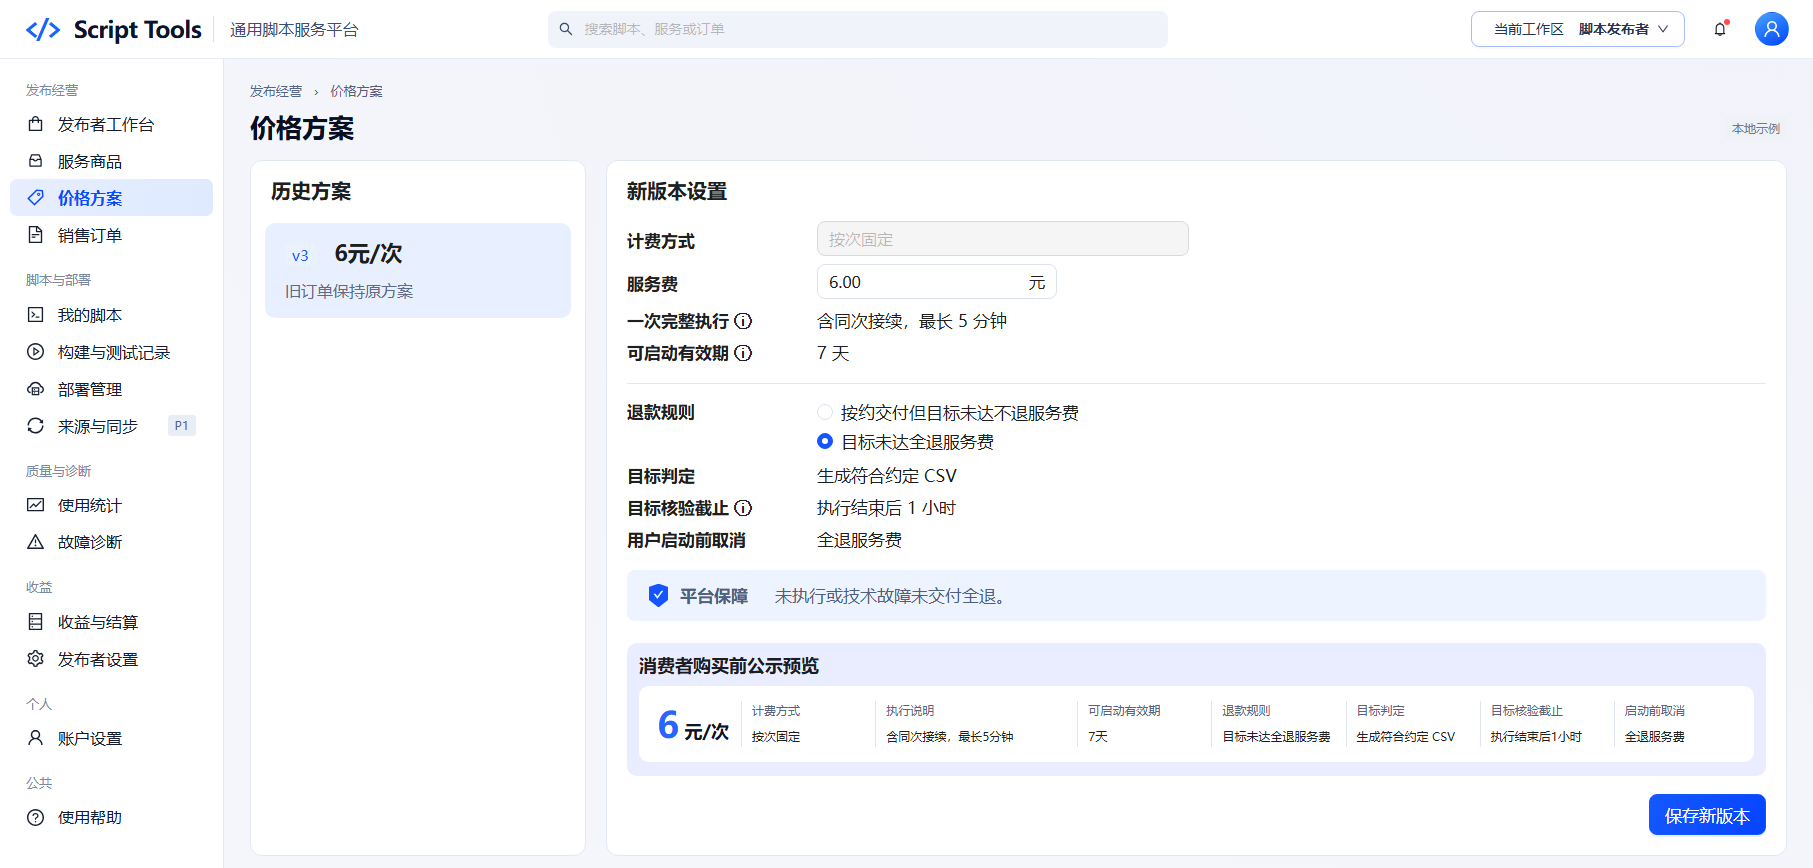 </> Script Tools 通用脚本服务平台
搜索脚本、服务或订单
当前工作区 脚本发布者
发布经营
发布者工作台
服务商品
价格方案
销售订单
脚本与部署
我的脚本
构建与测试记录
部署管理
来源与同步 P1
质量与诊断
使用统计
故障诊断
收益
收益与结算
发布者设置
个人
账户设置
公共
使用帮助
发布经营 › 价格方案
价格方案
本地示例
历史方案
v3 6元/次
旧订单保持原方案
新版本设置
计费方式 按次固定
服务费 6.00 元
一次完整执行 含同次接续，最长 5 分钟
可启动有效期 7 天
退款规则 按约交付但目标未达不退服务费
目标未达全退服务费
目标判定 生成符合约定 CSV
目标核验截止 执行结束后 1 小时
用户启动前取消 全退服务费
平台保障 未执行或技术故障未交付全退。
消费者购买前公示预览
6 元/次
计费方式
按次固定
执行说明
含同次接续，最长5分钟
可启动有效期
7天
退款规则
目标未达全退服务费
目标判定
生成符合约定 CSV
目标核验截止
执行结束后1小时
启动前取消
全退服务费
保存新版本